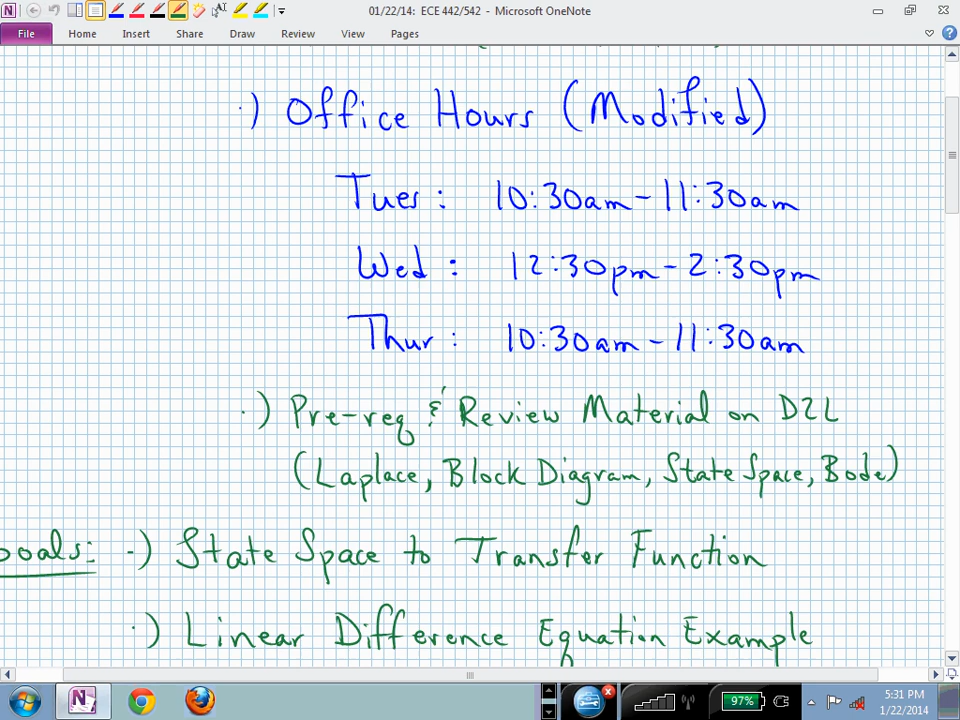 01/22/14: ECE 442/542 - Microsoft OneNote
File Home Insert Share Draw Review View Pages
·) Office Hours (Modified)
Tues : 10:30am - 11:30am
Wed : 12:30pm - 2:30pm
Thur : 10:30am - 11:30am
·) Pre-req & Review Material on D2L
(Laplace, Block Diagram, State Space, Bode)
Goals: ·) State Space to Transfer Function
·) Linear Difference Equation Example
97%
5:31 PM
1/22/2014